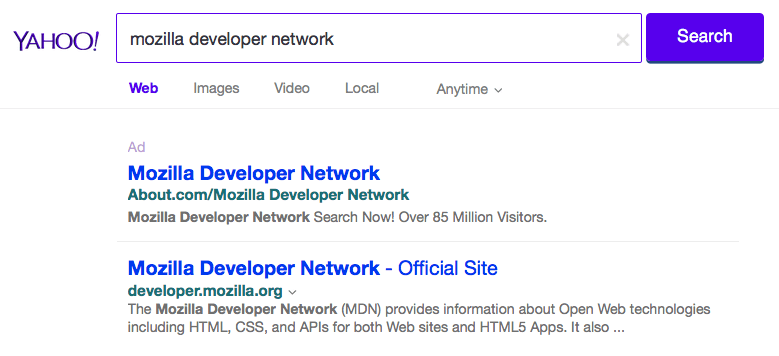 YAHOO!
mozilla developer network
Search
Web Images Video Local Anytime
Ad
Mozilla Developer Network
About.com/Mozilla Developer Network
Mozilla Developer Network Search Now! Over 85 Million Visitors.
Mozilla Developer Network - Official Site
developer.mozilla.org
The Mozilla Developer Network (MDN) provides information about Open Web technologies
including HTML, CSS, and APIs for both Web sites and HTML5 Apps. It also ...